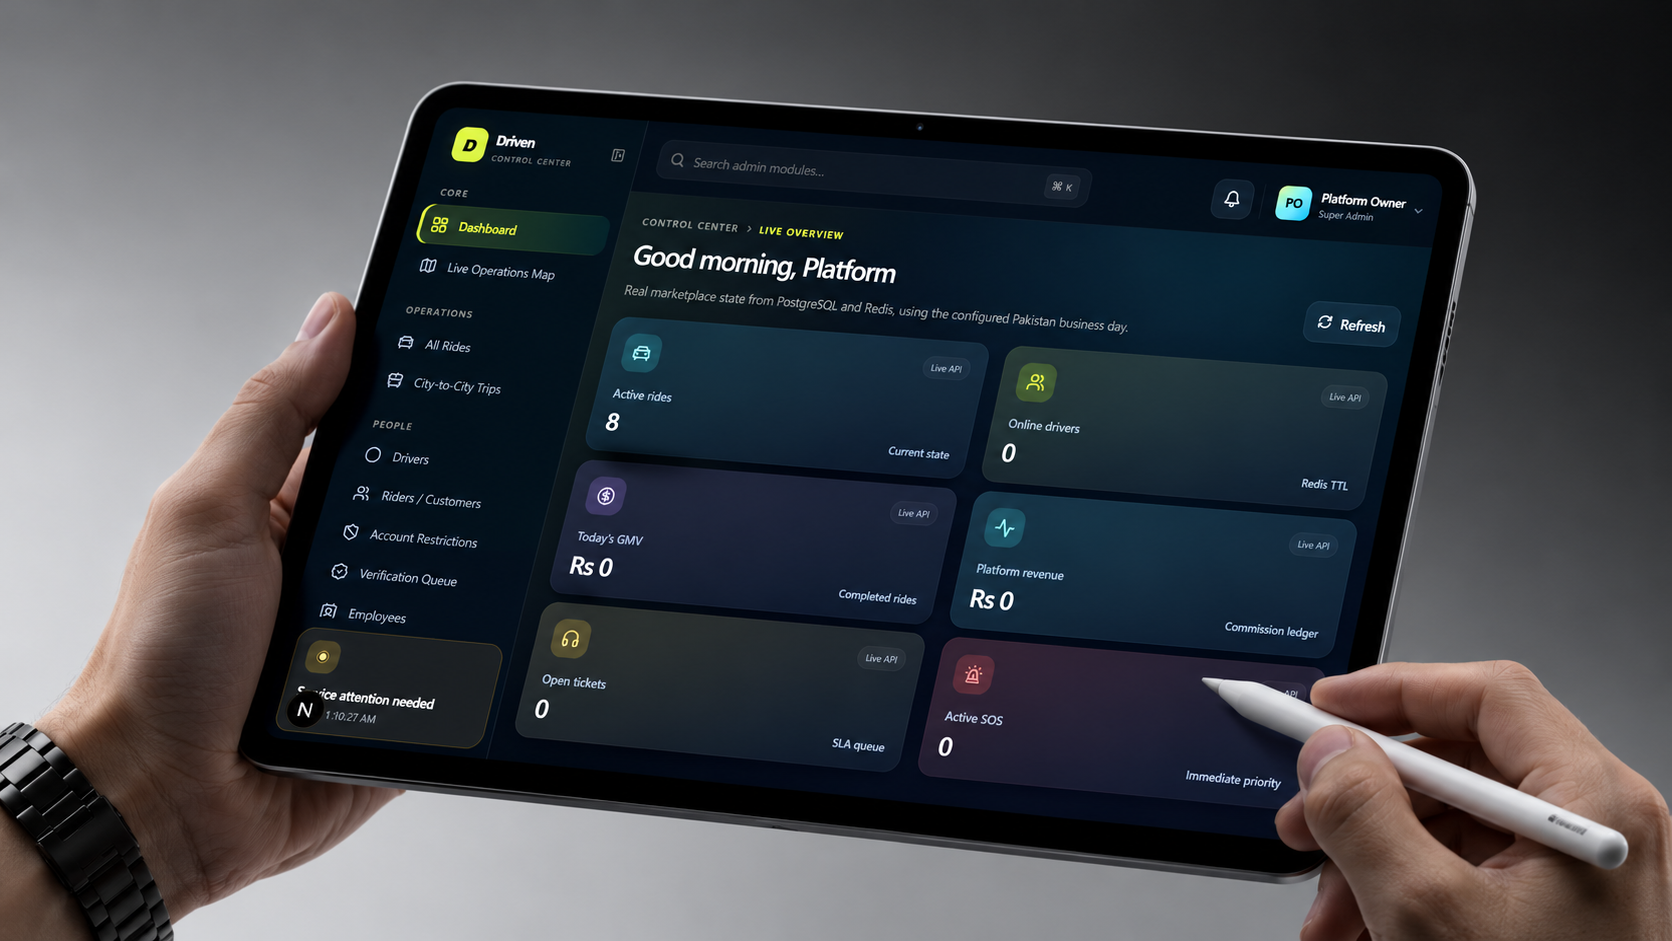 D
Driven
CONTROL CENTER
CORE
Dashboard
Live Operations Map
OPERATIONS
All Rides
City-to-City Trips
PEOPLE
Drivers
Riders / Customers
Account Restrictions
Verification Queue
Employees
attention needed
N
10:27 AM
Search admin modules...
⌘ K
PO
Platform Owner
Super Admin
CONTROL CENTER > LIVE OVERVIEW
Good morning, Platform
Real marketplace state from PostgreSQL and Redis, using the configured Pakistan business day.
Refresh
Live API
Active rides
8
Current state
Live API
Online drivers
0
Redis TTL
Live API
Today's GMV
Rs 0
Completed rides
Live API
Platform revenue
Rs 0
Commission ledger
Live API
Open tickets
0
SLA queue
API
Active SOS
0
Immediate priority